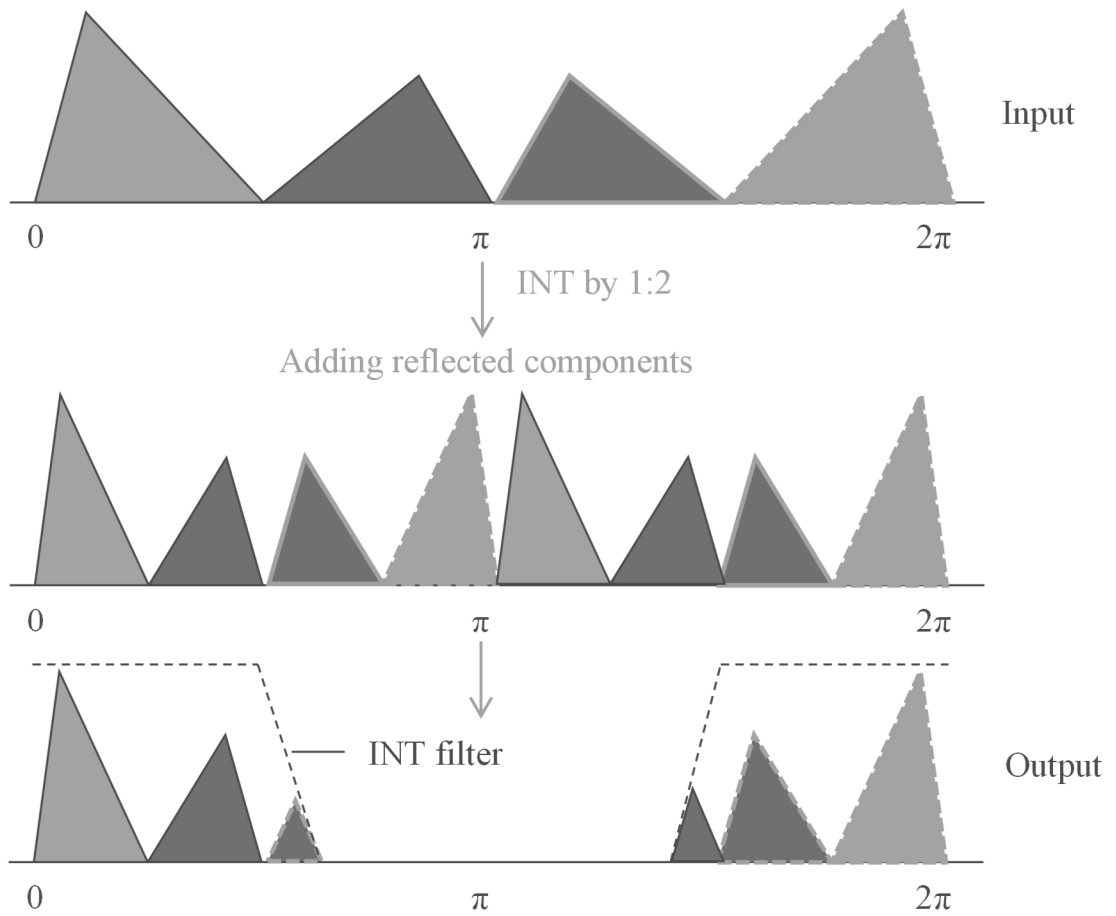 Input
0
π
2π
INT by 1:2
Adding reflected components
0
π
2π
INT filter
Output
0
π
2π